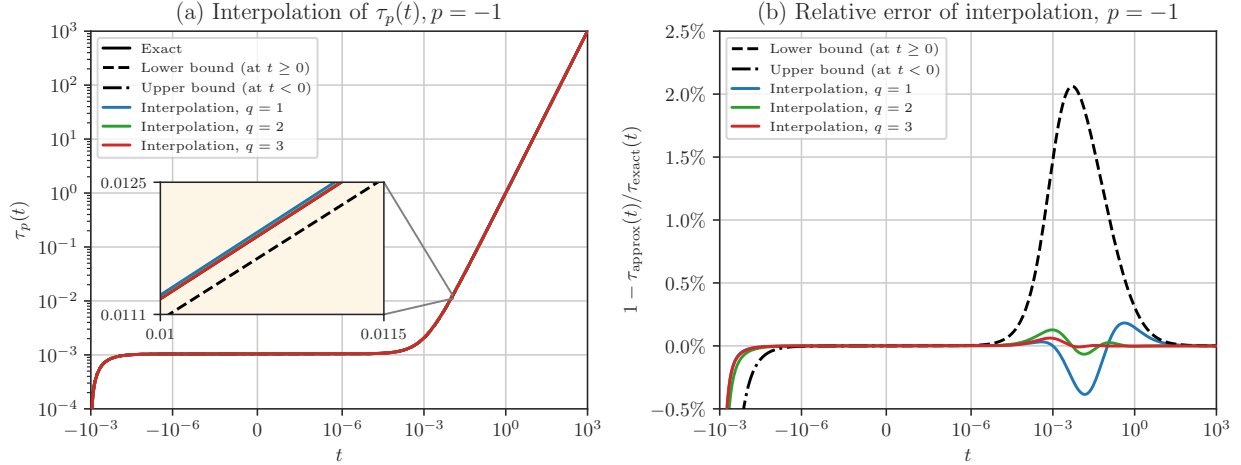 (a) Interpolation of τ_p(t), p = −1
10^3
10^2
10^1
10^0
10^−1
10^−2
10^−3
10^−4
τ_p(t)
Exact
Lower bound (at t ≥ 0)
Upper bound (at t < 0)
Interpolation, q = 1
Interpolation, q = 2
Interpolation, q = 3
0.0125
0.0111
0.01
0.0115
−10^−3
−10^−6
0
10^−6
10^−3
10^0
10^3
t
(b) Relative error of interpolation, p = −1
2.5%
2.0%
1.5%
1.0%
0.5%
0.0%
−0.5%
1 − τ_approx(t)/τ_exact(t)
Lower bound (at t ≥ 0)
Upper bound (at t < 0)
Interpolation, q = 1
Interpolation, q = 2
Interpolation, q = 3
−10^−3
−10^−6
0
10^−6
10^−3
10^0
10^3
t